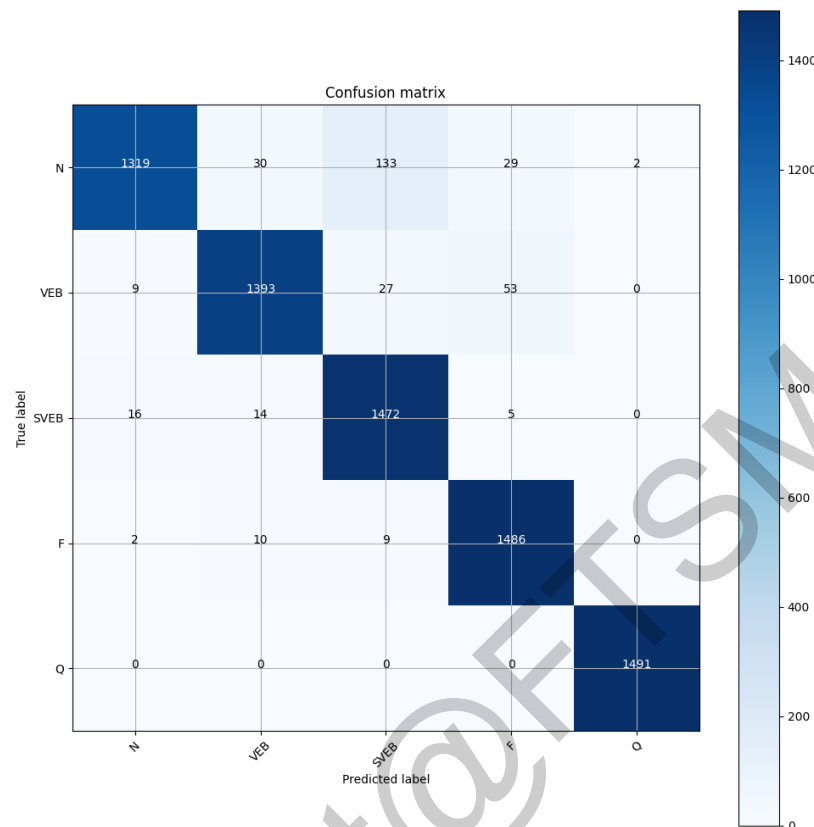 Confusion matrix
1400
1200
1000
800
600
400
200
0
True label
N 1319 30 133 29 2
VEB 9 1393 27 53 0
SVEB 16 14 1472 5 0
F 2 10 9 1486 0
Q 0 0 0 0 1491
N VEB SVEB F Q
Predicted label
t@FTSM